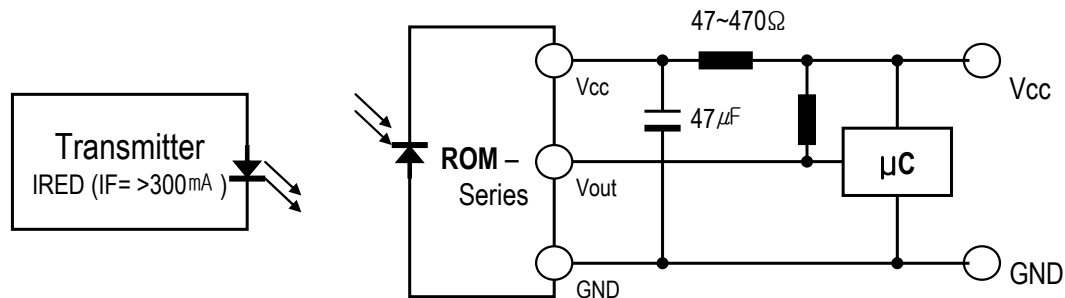 47~470Ω
Vcc
Vcc
47μF
Transmitter
IRED (IF= >300mA )
ROM –
Series
Vout
μC
GND
GND